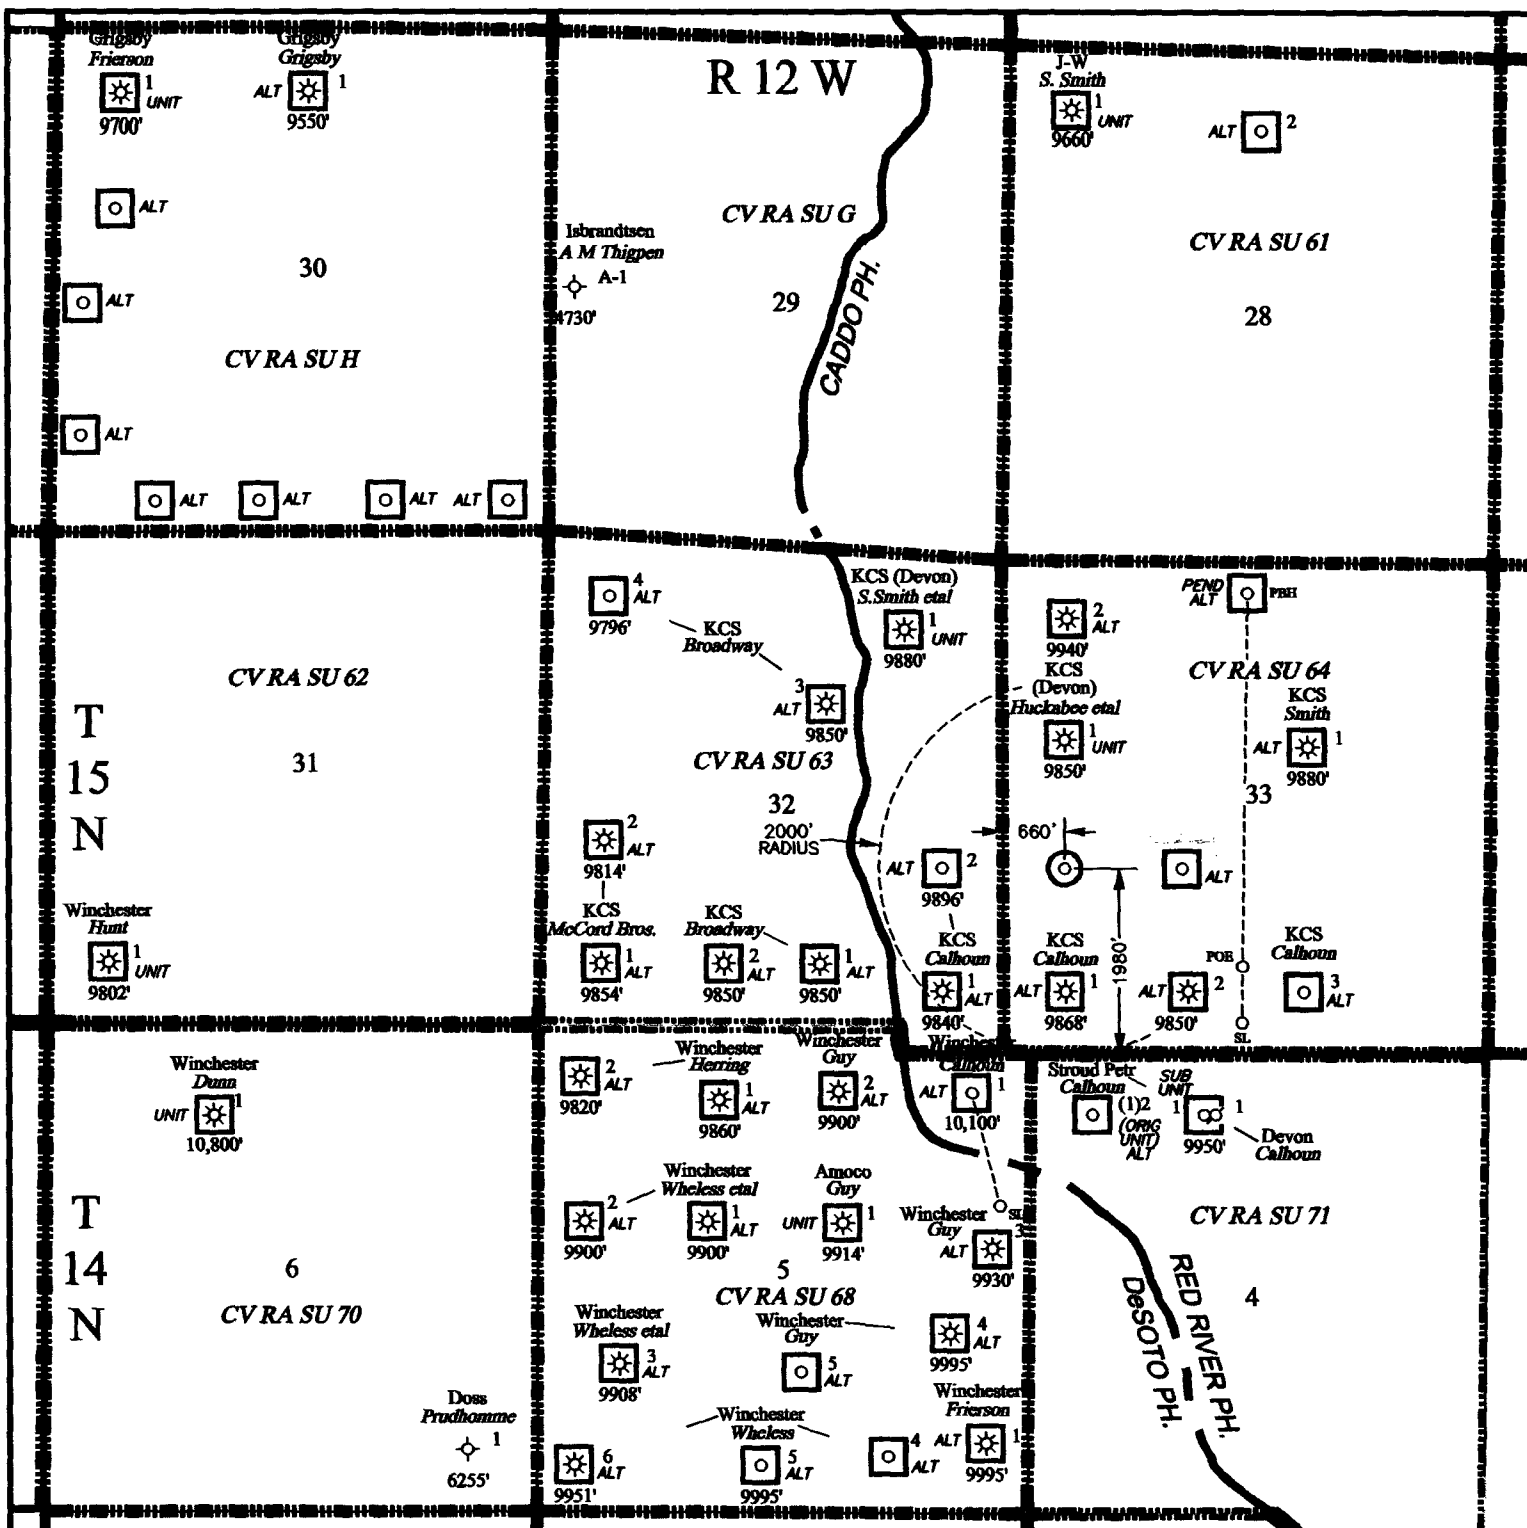 Grigsby
Frierson
1
UNIT
9700'
Grigsby
Grigsby
ALT
1
9550'
R 12 W
J-W
S. Smith
1
UNIT
9660'
ALT
2
ALT
ALT
30
CV RA SU H
ALT
ALT
ALT
ALT
ALT
Isbrandtsen
A M Thigpen
A-1
4730'
CV RA SU G
29
CADDO PH.
CV RA SU 61
28
CV RA SU 62
T
15
N
31
Winchester
Hunt
1
UNIT
9802'
4
ALT
9796'
KCS
Broadway
3
ALT
9850'
KCS (Devon)
S.Smith etal
1
UNIT
9880'
CV RA SU 63
32
2000'
RADIUS
2
ALT
9814'
KCS
McCord Bros.
1
ALT
9854'
KCS
Broadway
2
ALT
9850'
1
ALT
9850'
ALT
2
9896'
KCS
Calhoun
1
ALT
9840'
2
ALT
9940'
KCS
(Devon)
Huckabee etal
1
UNIT
9850'
PEND
ALT
PBH
CV RA SU 64
KCS
Smith
ALT
1
9880'
33
660'
ALT
1980'
KCS
Calhoun
ALT
1
9868'
ALT
2
9850'
POE
SL
KCS
Calhoun
3
ALT
Winchester
Dunn
UNIT
1
10,800'
T
14
N
6
CV RA SU 70
Doss
Prudhomme
1
6255'
2
ALT
9820'
Winchester
Herring
1
ALT
9860'
Winchester
Guy
2
ALT
9900'
Winchester
Calhoun
ALT
1
10,100'
2
ALT
9900'
Winchester
Wheless etal
1
ALT
9900'
Amoco
Guy
UNIT
1
9914'
SL
Winchester
Guy
3
ALT
9930'
5
CV RA SU 68
Winchester
Wheless etal
3
ALT
9908'
Winchester
Guy
5
ALT
4
ALT
9995'
Winchester
Wheless
6
ALT
9951'
5
ALT
9995'
4
ALT
Winchester
Frierson
ALT
1
9995'
Stroud Petr
Calhoun
(1)2
(ORIG
UNIT)
ALT
SUB
UNIT
1
1
9950'
Devon
Calhoun
CV RA SU 71
4
RED RIVER PH.
DeSOTO PH.